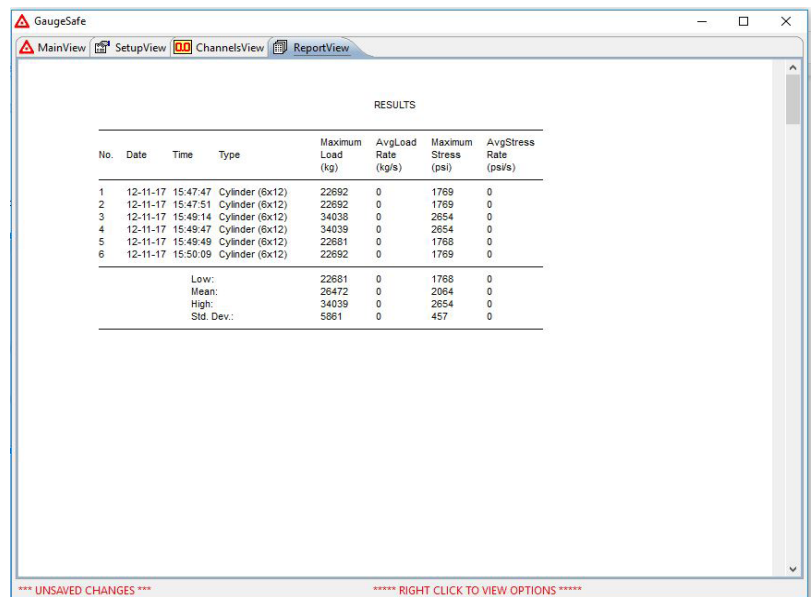 GaugeSafe
MainView SetupView 0.0 ChannelsView ReportView
RESULTS
No. Date Time Type Maximum Load (kg) AvgLoad Rate (kg/s) Maximum Stress (psi) AvgStress Rate (psi/s)
1 12-11-17 15:47:47 Cylinder (6x12) 22692 0 1769 0
2 12-11-17 15:47:51 Cylinder (6x12) 22692 0 1769 0
3 12-11-17 15:49:14 Cylinder (6x12) 34038 0 2654 0
4 12-11-17 15:49:47 Cylinder (6x12) 34039 0 2654 0
5 12-11-17 15:49:49 Cylinder (6x12) 22681 0 1768 0
6 12-11-17 15:50:09 Cylinder (6x12) 22692 0 1769 0
Low: 22681 0 1768 0
Mean: 26472 0 2064 0
High: 34039 0 2654 0
Std. Dev.: 5861 0 457 0
*** UNSAVED CHANGES *** ***** RIGHT CLICK TO VIEW OPTIONS *****